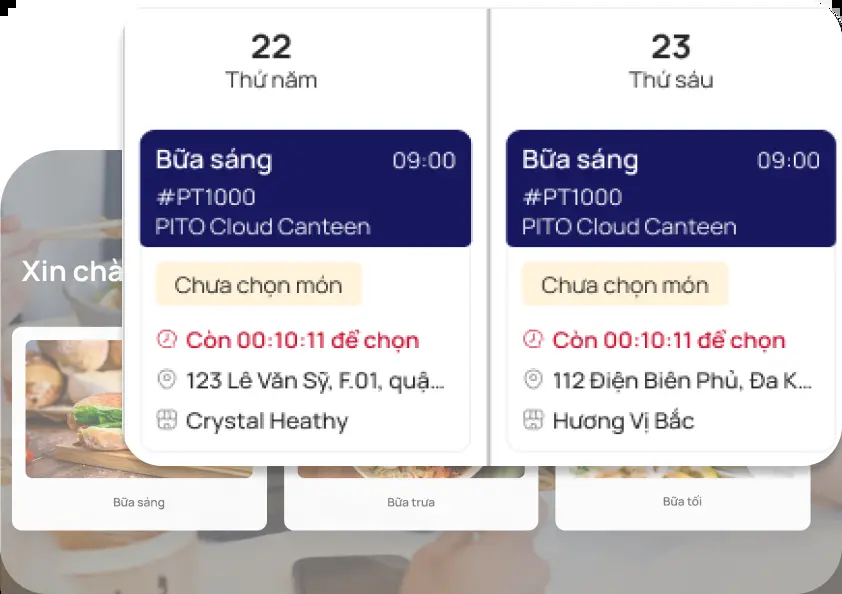 22
Thứ năm
Bữa sáng 09:00
#PT1000
PITO Cloud Canteen
Chưa chọn món
Còn 00:10:11 để chọn
123 Lê Văn Sỹ, F.01, quậ...
Crystal Heathy
23
Thứ sáu
Bữa sáng 09:00
#PT1000
PITO Cloud Canteen
Chưa chọn món
Còn 00:10:11 để chọn
112 Điện Biên Phủ, Đa K...
Hương Vị Bắc
Xin chà
Bữa sáng
Bữa trưa
Bữa tối